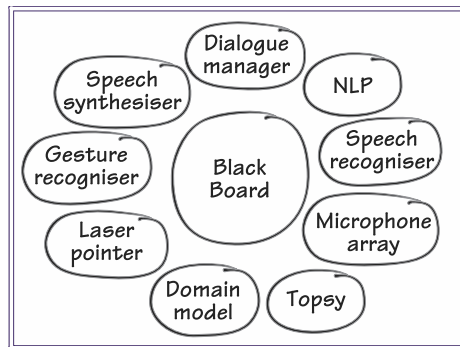 Dialogue
manager
Speech
synthesiser
NLP
Gesture
recogniser
Black
Board
Speech
recogniser
Laser
pointer
Microphone
array
Domain
model
Topsy